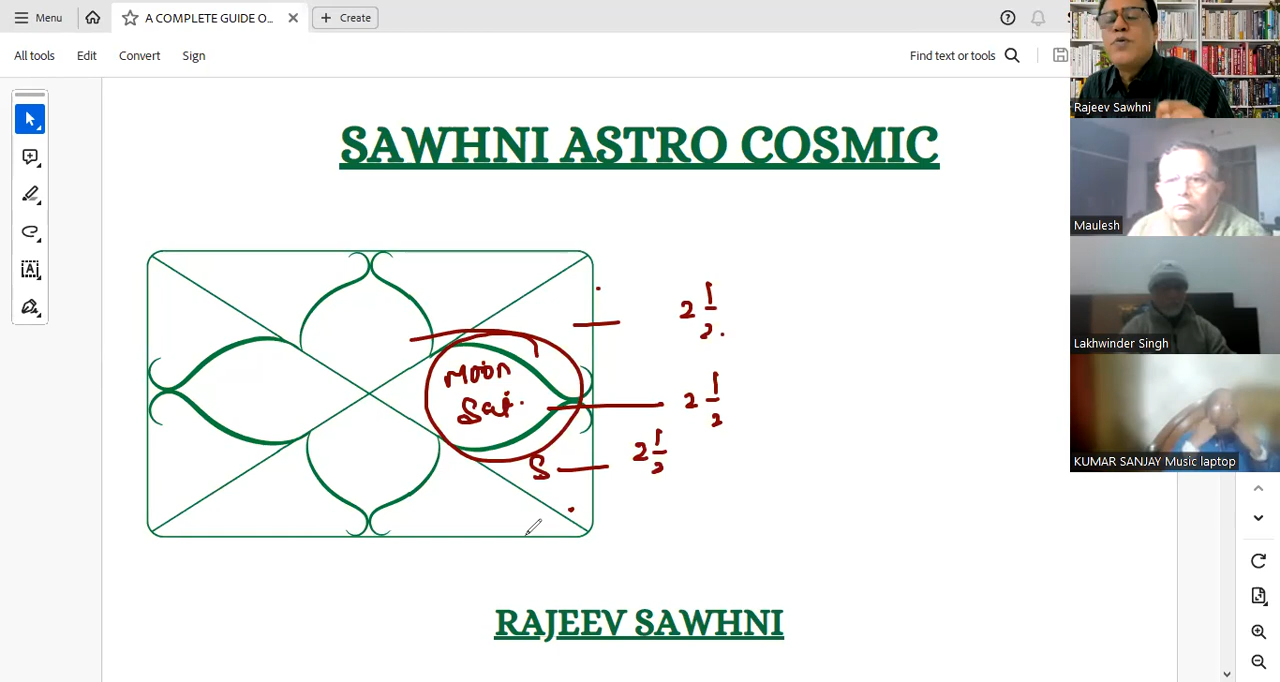 Menu
A COMPLETE GUIDE O...
Create
All tools
Edit
Convert
Sign
Find text or tools
Rajeev Sawhni
SAWHNI ASTRO COSMIC
Maulesh
2 1/2.
Lakhwinder Singh
Moon
Sat.
2 1/2
S — 2 1/2
KUMAR SANJAY Music laptop
RAJEEV SAWHNI